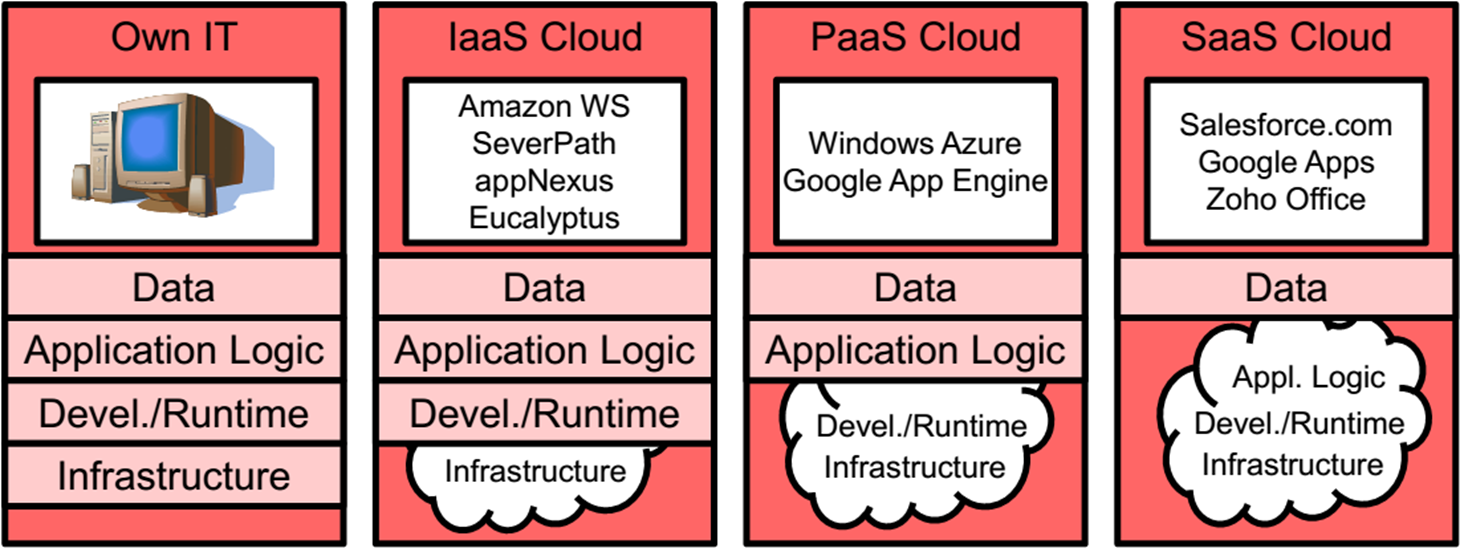 Own IT
Data
Application Logic
Devel./Runtime
Infrastructure
IaaS Cloud
Amazon WS
SeverPath
appNexus
Eucalyptus
Data
Application Logic
Devel./Runtime
Infrastructure
PaaS Cloud
Windows Azure
Google App Engine
Data
Application Logic
Devel./Runtime
Infrastructure
SaaS Cloud
Salesforce.com
Google Apps
Zoho Office
Data
Appl. Logic
Devel./Runtime
Infrastructure